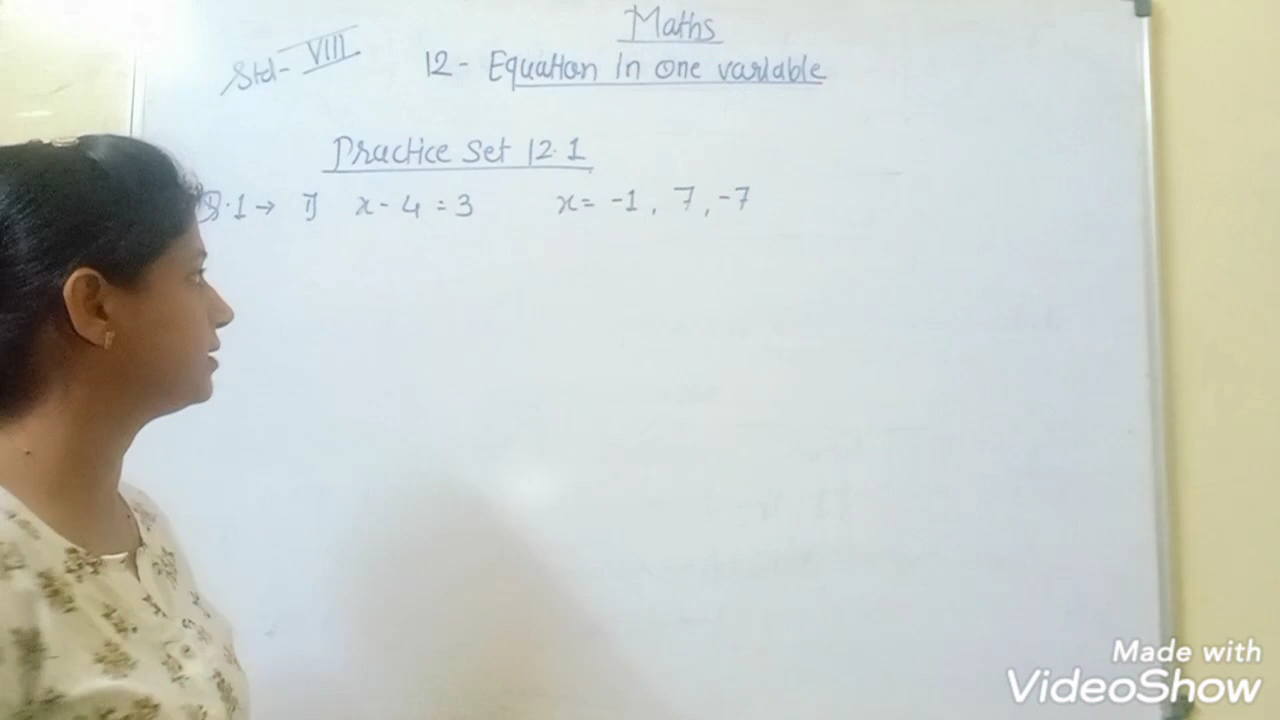 Maths
Std- VIII
12- Equation in one variable
Practice Set 12.1
Q.1→ 1) x - 4 = 3 x = -1, 7, -7
Made with
VideoShow